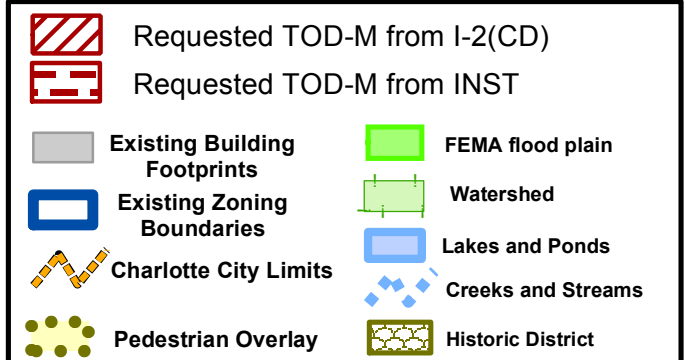 Requested TOD-M from I-2(CD)
Requested TOD-M from INST
Existing Building
Footprints
Existing Zoning
Boundaries
Charlotte City Limits
Pedestrian Overlay
FEMA flood plain
Watershed
Lakes and Ponds
Creeks and Streams
Historic District